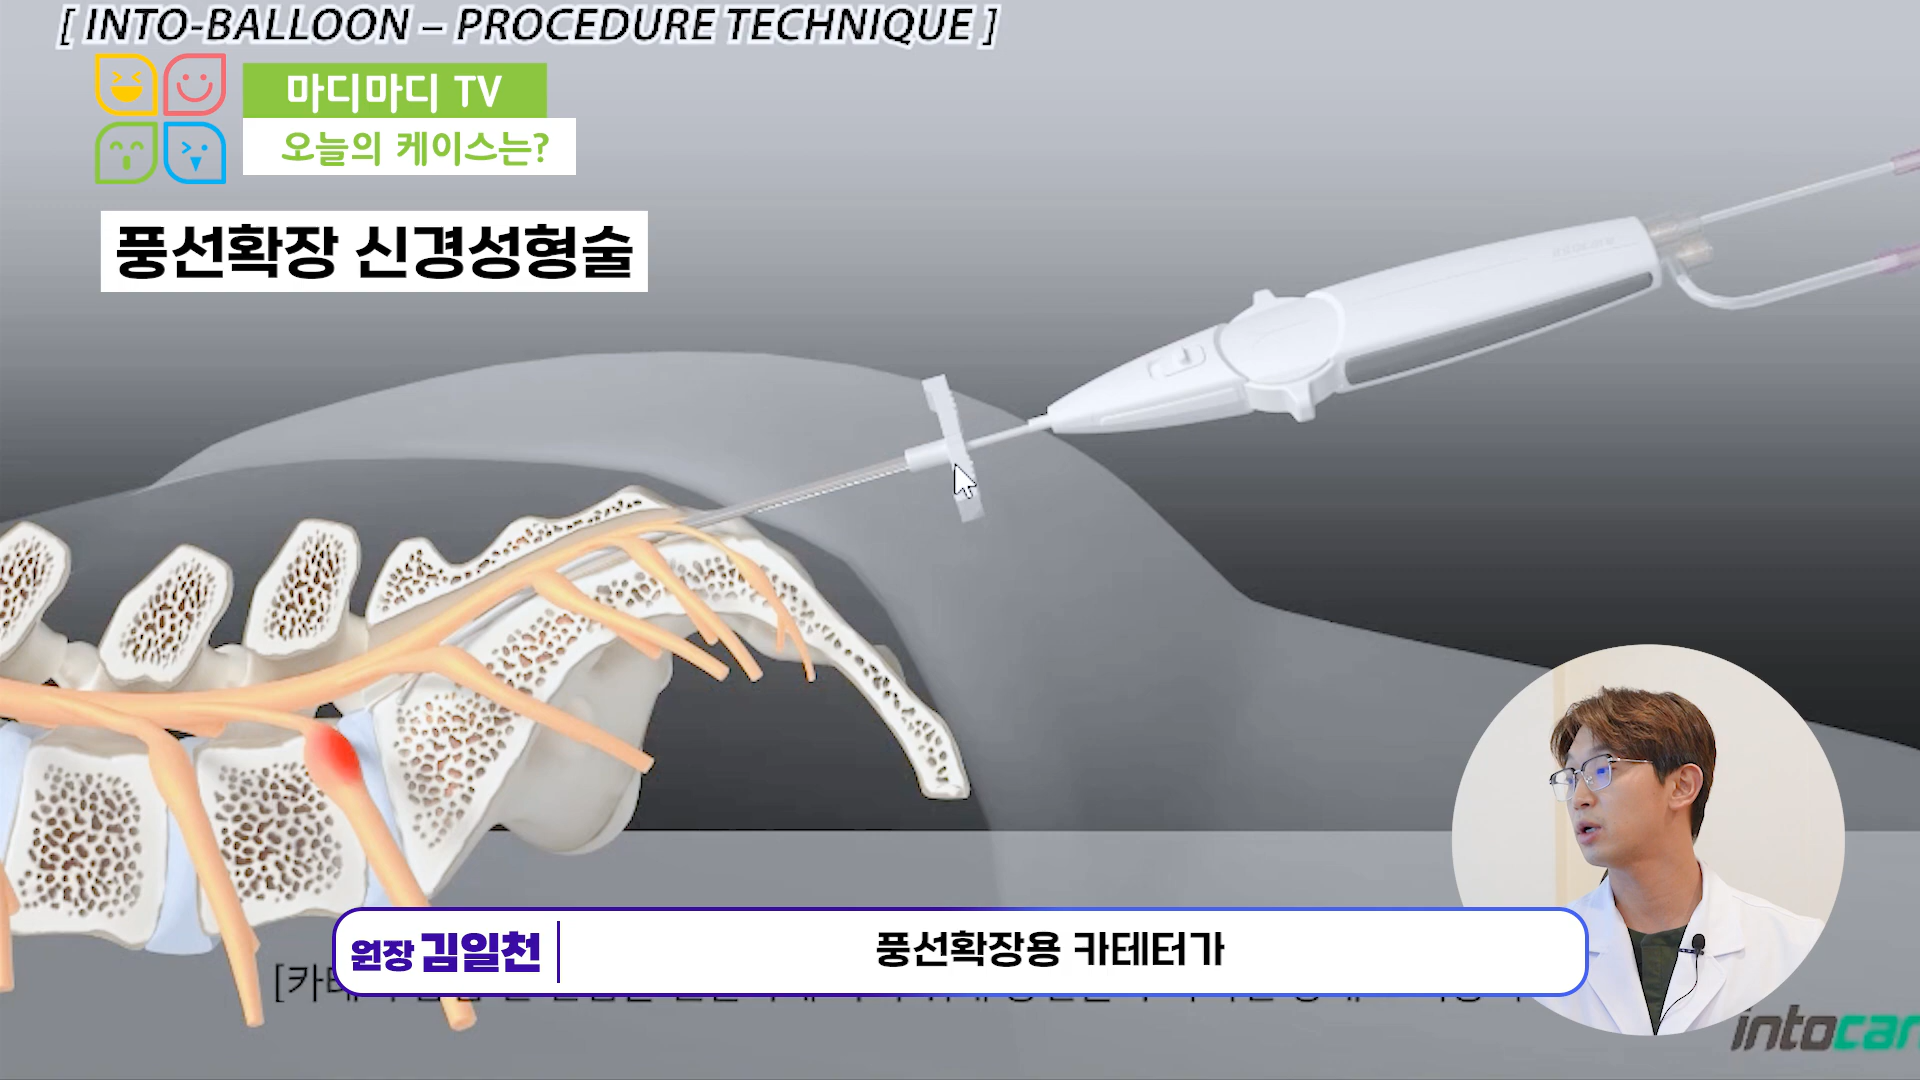 [ INTO-BALLOON – PROCEDURE TECHNIQUE ]
마디마디 TV
오늘의 케이스는?
풍선확장 신경성형술
원장 김일천
풍선확장용 카테터가
intocare